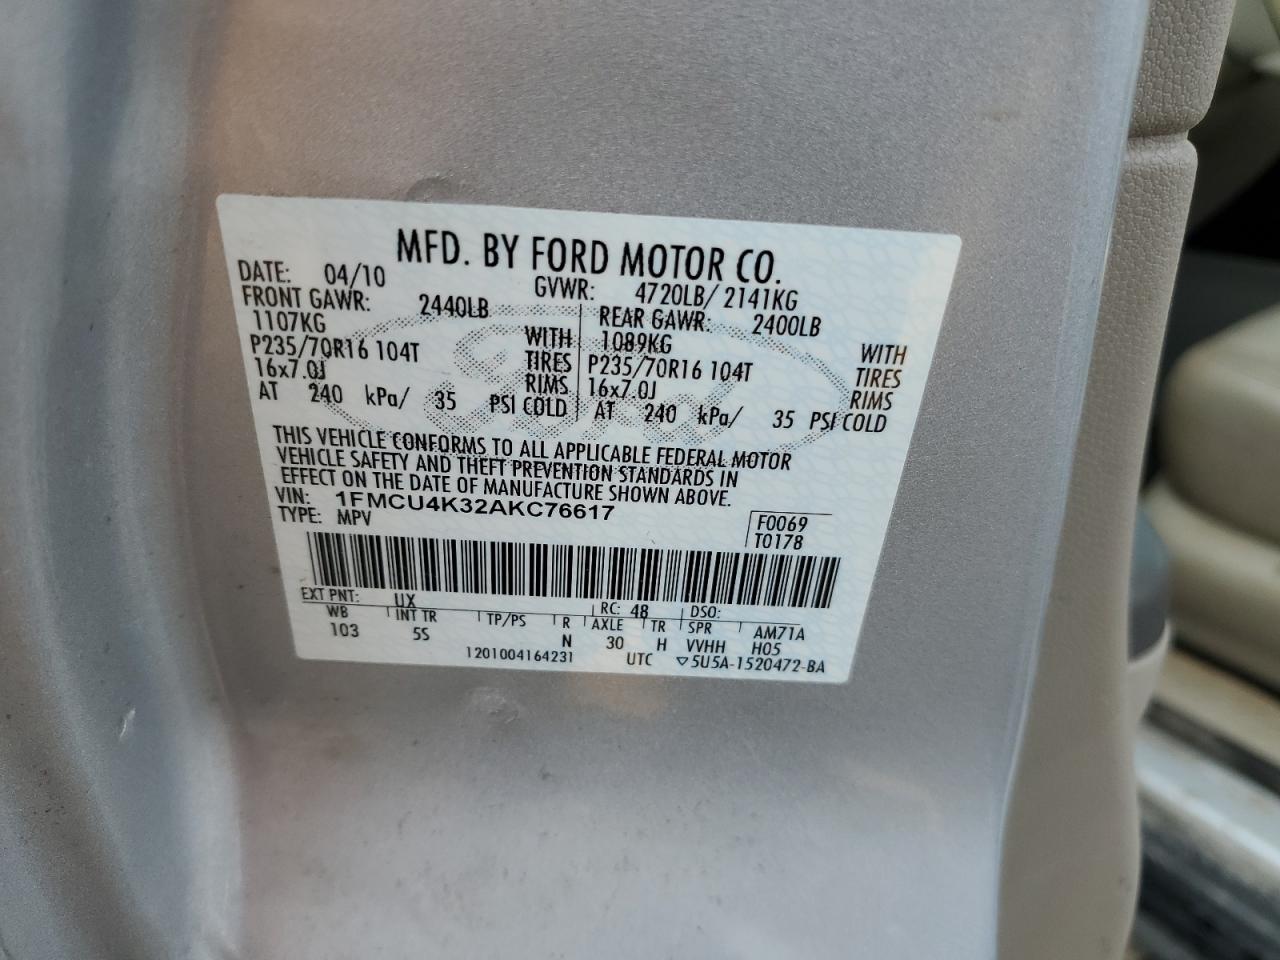 MFD. BY FORD MOTOR CO.
DATE: 04/10 GVWR: 4720LB/ 2141KG
FRONT GAWR: 2440LB REAR GAWR: 2400LB
1107KG WITH 1089KG WITH
P235/70R16 104T TIRES P235/70R16 104T TIRES
16x7.0J RIMS 16x7.0J RIMS
AT 240 kPa/ 35 PSI COLD AT 240 kPa/ 35 PSI COLD
THIS VEHICLE CONFORMS TO ALL APPLICABLE FEDERAL MOTOR
VEHICLE SAFETY AND THEFT PREVENTION STANDARDS IN
EFFECT ON THE DATE OF MANUFACTURE SHOWN ABOVE.
VIN: 1FMCU4K32AKC76617
TYPE: MPV F0069
T0178
EXT PNT: UX RC: 48 DSO:
WB INT TR TP/PS R AXLE TR SPR AM71A
103 5S N 30 H VVHH H05
1201004164231 UTC ▽5U5A-1520472-BA